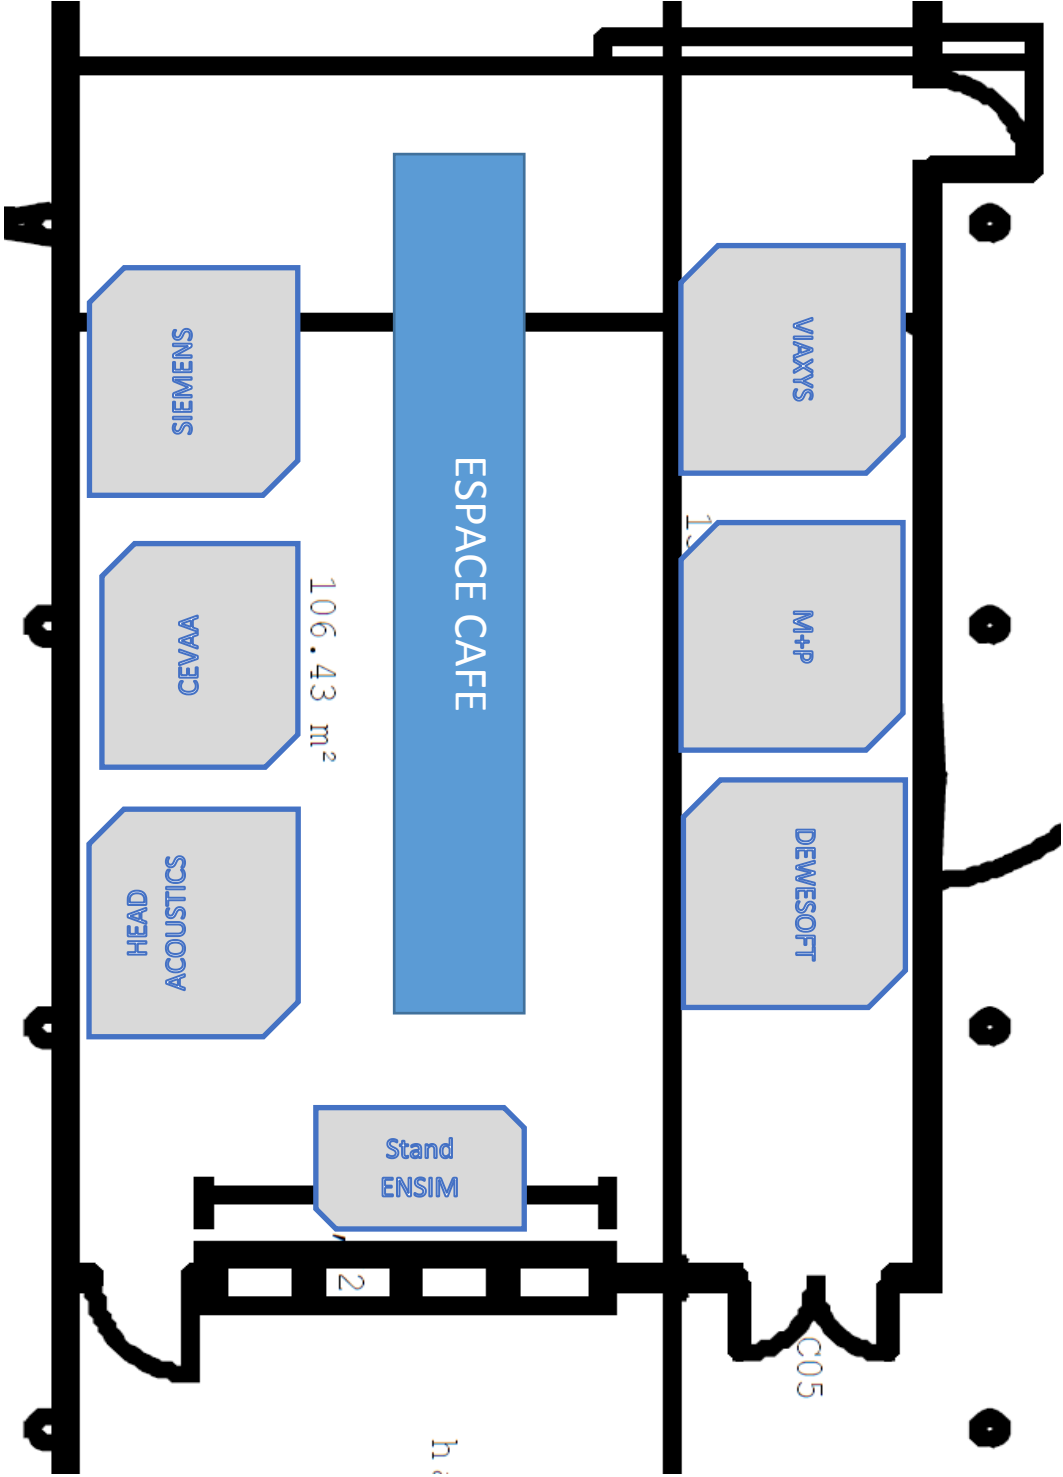 SIEMENS
VIAXYS
ESPACE CAFE
CEVAA
106.43 m²
M+P
HEAD
ACOUSTICS
DEWESOFT
Stand
ENSIM
2
C05